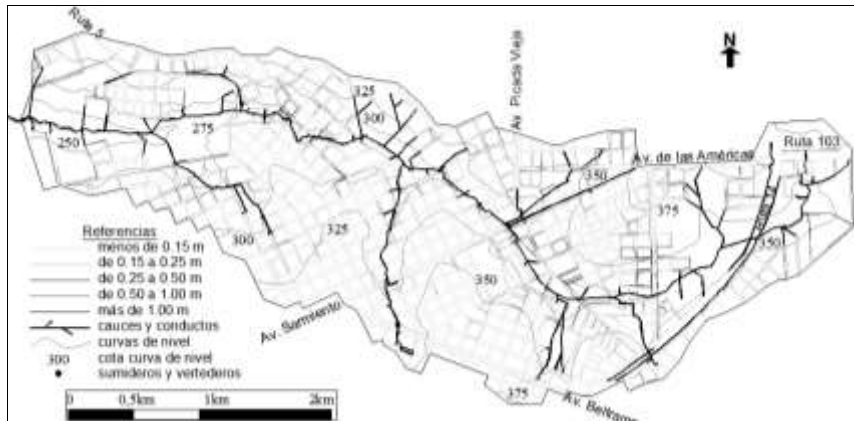 Ruta 5
Av. Picada Vieja
N
325
300
275
250
Av. de las Américas
Ruta 103
350
375
350
300
325
350
Referencias
menos de 0.15 m
de 0.15 a 0.25 m
de 0.25 a 0.50 m
de 0.50 a 1.00 m
más de 1.00 m
cauces y conductos
curvas de nivel
300 cota curva de nivel
sumideros y vertederos
Av. Sarmiento
375
Av. Beltrame
0 0,5km 1km 2km